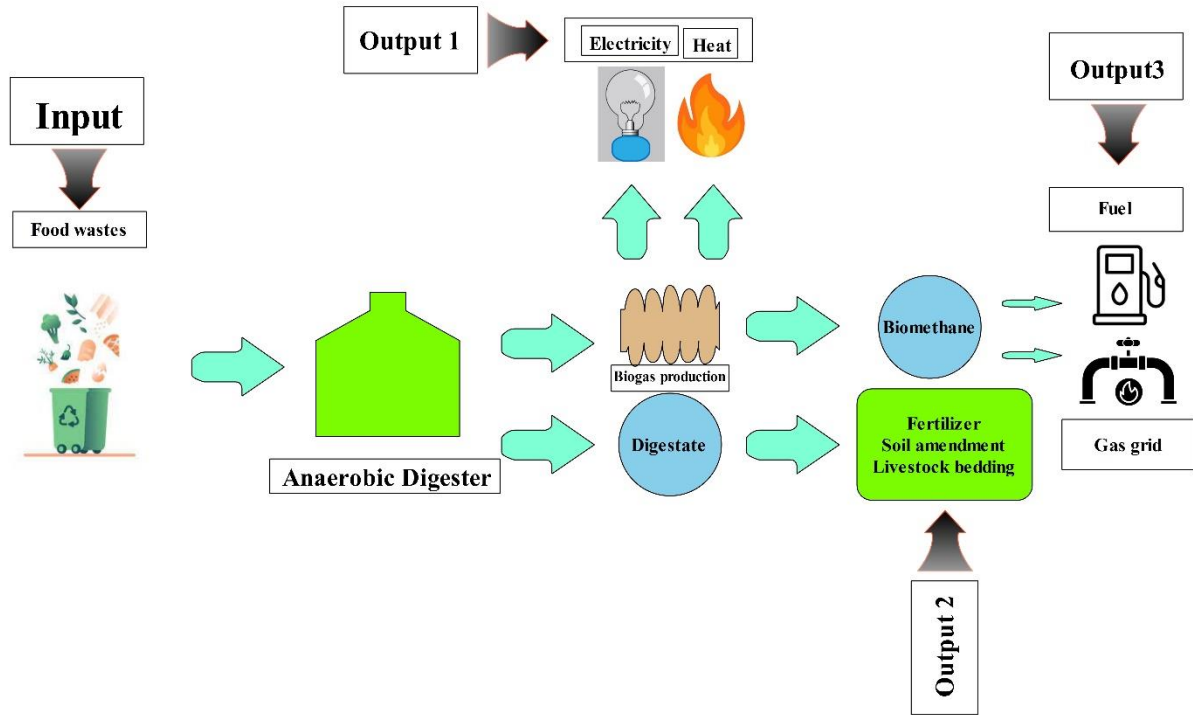 Output 1
Electricity
Heat
Output3
Input
Food wastes
Fuel
Biomethane
Biogas production
Anaerobic Digester
Digestate
Fertilizer
Soil amendment
Livestock bedding
Gas grid
Output 2